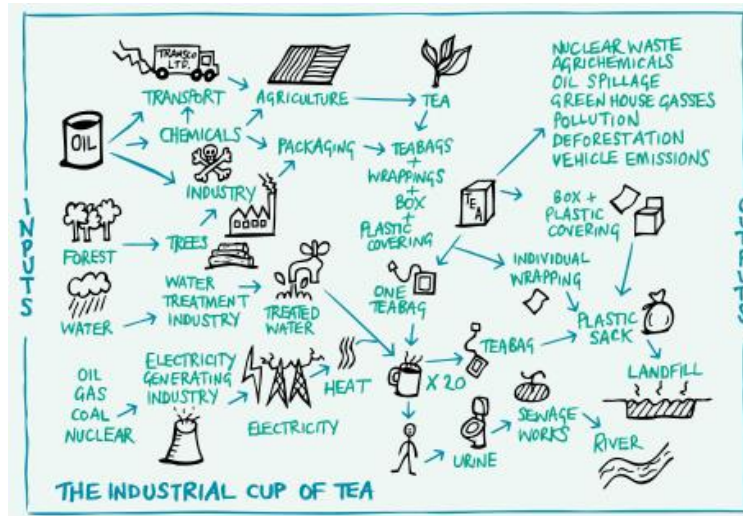 INPUTS
OIL
TRANSCO
LTD.
TRANSPORT
CHEMICALS
INDUSTRY
AGRICULTURE
PACKAGING
TEA
TEABAGS
+
WRAPPINGS
+
BOX
+
PLASTIC
COVERING
TEA
NUCLEAR WASTE
AGRICHEMICALS
OIL SPILLAGE
GREEN HOUSE GASSES
POLLUTION
DEFORESTATION
VEHICLE EMISSIONS
BOX +
PLASTIC
COVERING
INDIVIDUAL
WRAPPING
PLASTIC
SACK
LANDFILL
FOREST
TREES
WATER
WATER
TREATMENT
INDUSTRY
TREATED
WATER
ONE
TEABAG
OIL
GAS
COAL
NUCLEAR
ELECTRICITY
GENERATING
INDUSTRY
ELECTRICITY
HEAT
X 20
TEABAG
URINE
SEWAGE
WORKS
RIVER
THE INDUSTRIAL CUP OF TEA